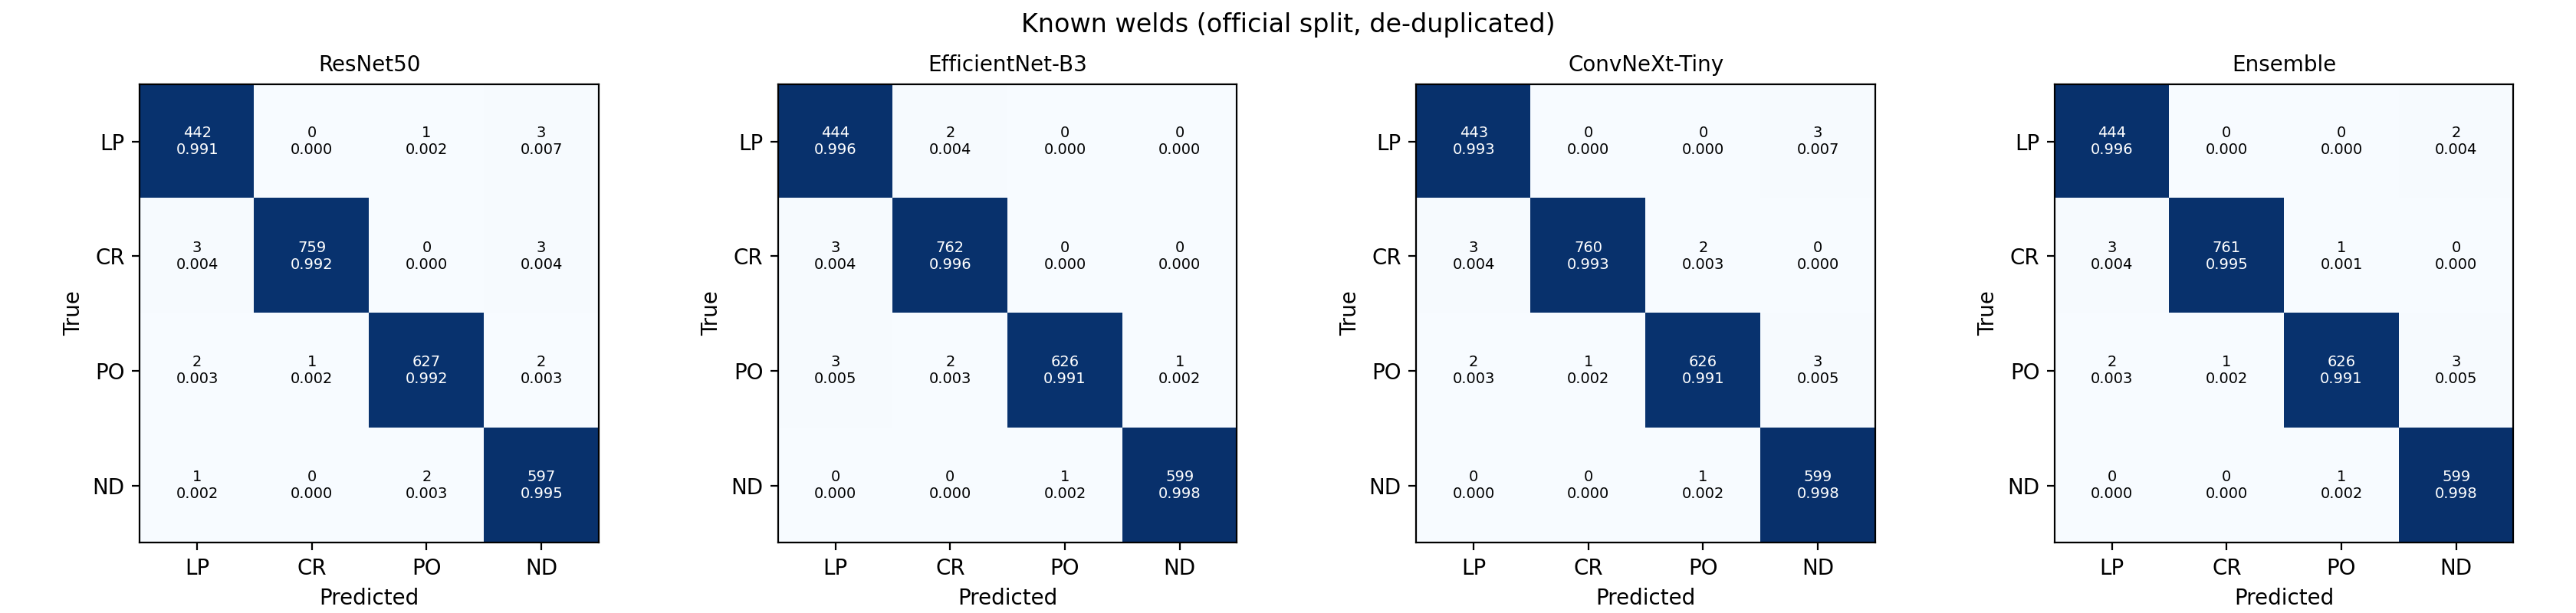 Known welds (official split, de-duplicated)
ResNet50
True
LP
442 0 1 3
0.991 0.000 0.002 0.007
CR
3 759 0 3
0.004 0.992 0.000 0.004
PO
2 1 627 2
0.003 0.002 0.992 0.003
ND
1 0 2 597
0.002 0.000 0.003 0.995
LP CR PO ND
Predicted
EfficientNet-B3
True
LP
444 2 0 0
0.996 0.004 0.000 0.000
CR
3 762 0 0
0.004 0.996 0.000 0.000
PO
3 2 626 1
0.005 0.003 0.991 0.002
ND
0 0 1 599
0.000 0.000 0.002 0.998
LP CR PO ND
Predicted
ConvNeXt-Tiny
True
LP
443 0 0 3
0.993 0.000 0.000 0.007
CR
3 760 2 0
0.004 0.993 0.003 0.000
PO
2 1 626 3
0.003 0.002 0.991 0.005
ND
0 0 1 599
0.000 0.000 0.002 0.998
LP CR PO ND
Predicted
Ensemble
True
LP
444 0 0 2
0.996 0.000 0.000 0.004
CR
3 761 1 0
0.004 0.995 0.001 0.000
PO
2 1 626 3
0.003 0.002 0.991 0.005
ND
0 0 1 599
0.000 0.000 0.002 0.998
LP CR PO ND
Predicted